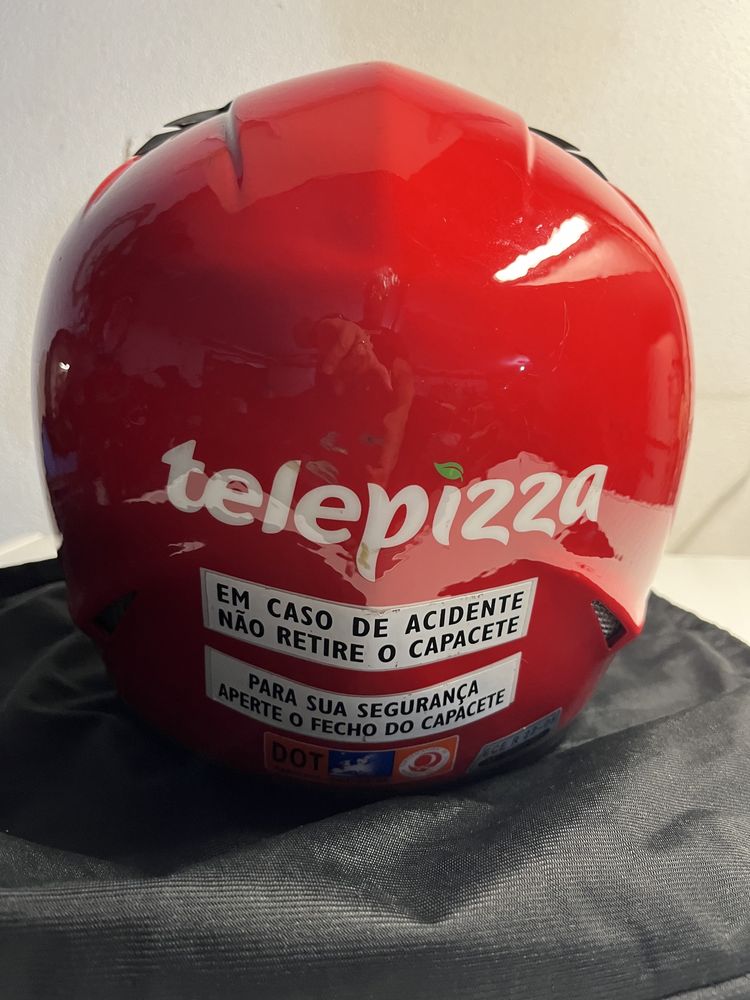 telepizza
EM CASO DE ACIDENTE
NÃO RETIRE O CAPACETE
PARA SUA SEGURANÇA
APERTE O FECHO DO CAPACETE
DOT